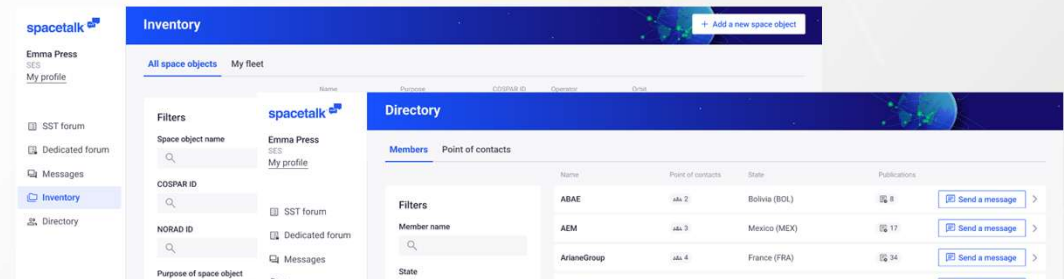 spacetalk
Emma Press
SES
My profile
SST forum
Dedicated forum
Messages
Inventory
Directory
Inventory
+ Add a new space object
All space objects
My fleet
Name
Purpose
COSPAR ID
Operator
Orbit
Filters
Space object name
COSPAR ID
NORAD ID
Purpose of space object
spacetalk
Emma Press
SES
My profile
SST forum
Dedicated forum
Messages
Directory
Members
Point of contacts
Filters
Member name
State
Name Point of contacts State Publications
ABAE 2 Bolivia (BOL) 8 Send a message
AEM 3 Mexico (MEX) 17 Send a message
ArianeGroup 4 France (FRA) 34 Send a message